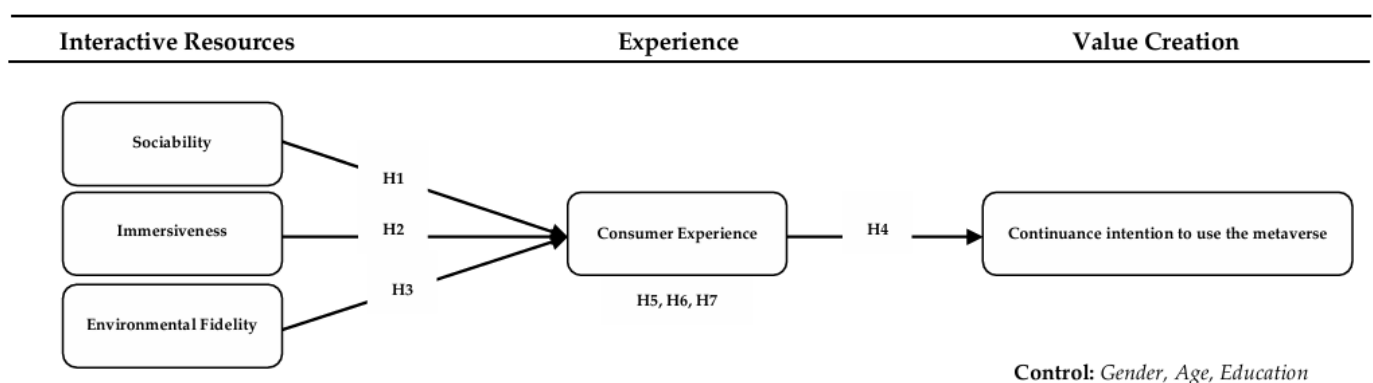 Interactive Resources
Experience
Value Creation
Sociability
H1
Immersiveness
H2
Consumer Experience
H4
Continuance intention to use the metaverse
H3
H5, H6, H7
Environmental Fidelity
Control: Gender, Age, Education